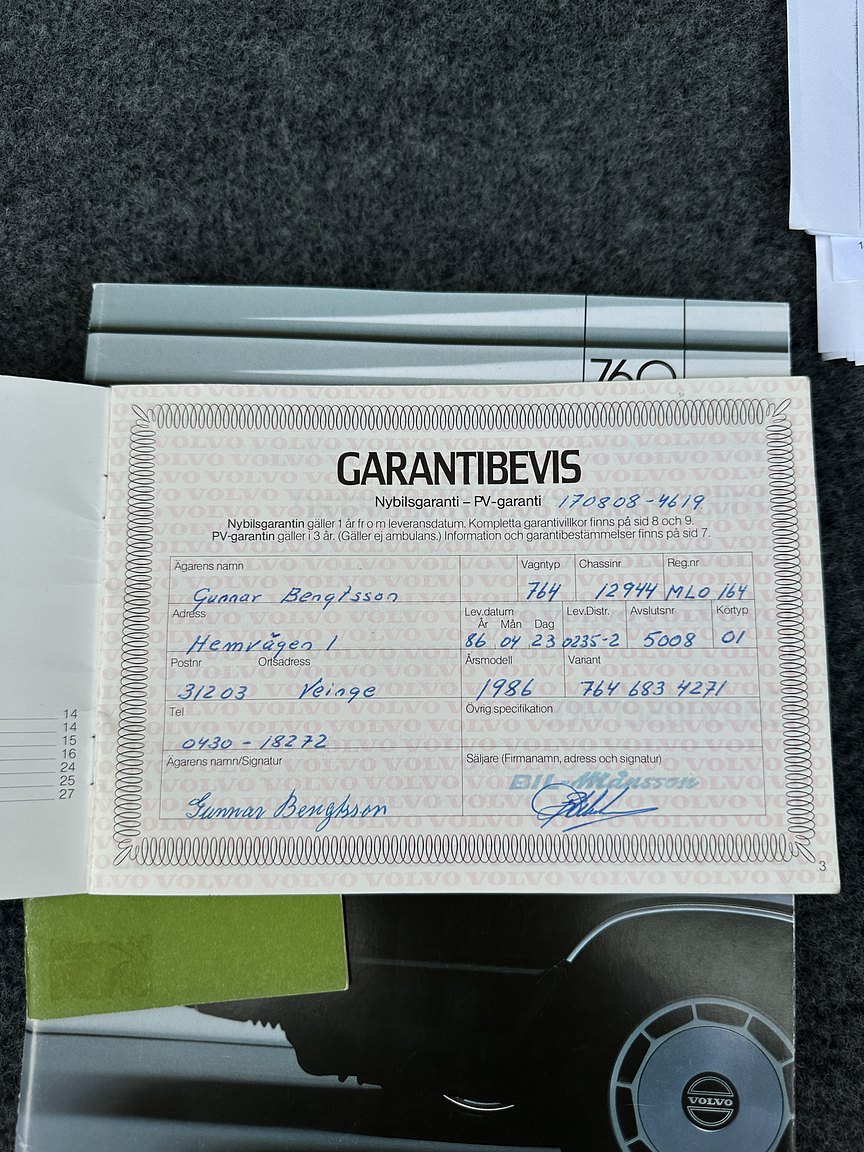 760
GARANTIBEVIS
Nybilsgaranti – PV-garanti 170808-4619
Nybilsgarantin gäller 1 år fr o m leveransdatum. Kompletta garantivillkor finns på sid 8 och 9.
PV-garantin gäller i 3 år. (Gäller ej ambulans.) Information och garantibestämmelser finns på sid 7.
Ägarens namn Vagntyp Chassinr Reg.nr
Gunnar Bengtsson 764 12944 MLO 164
Adress Lev.datum Lev.Distr. Avslutsnr Körtyp
År Mån Dag
Hemvägen 1 86 04 23 0235-2 5008 01
Postnr Ortsadress Årsmodell Variant
31203 Veinge 1986 764 683 4271
Tel Övrig specifikation
0430-18272
Ägarens namn/Signatur Säljare (Firmanamn, adress och signatur)
BIL-Månsson
Gunnar Bengtsson
3
14
14
15
16
24
25
27
VOLVO